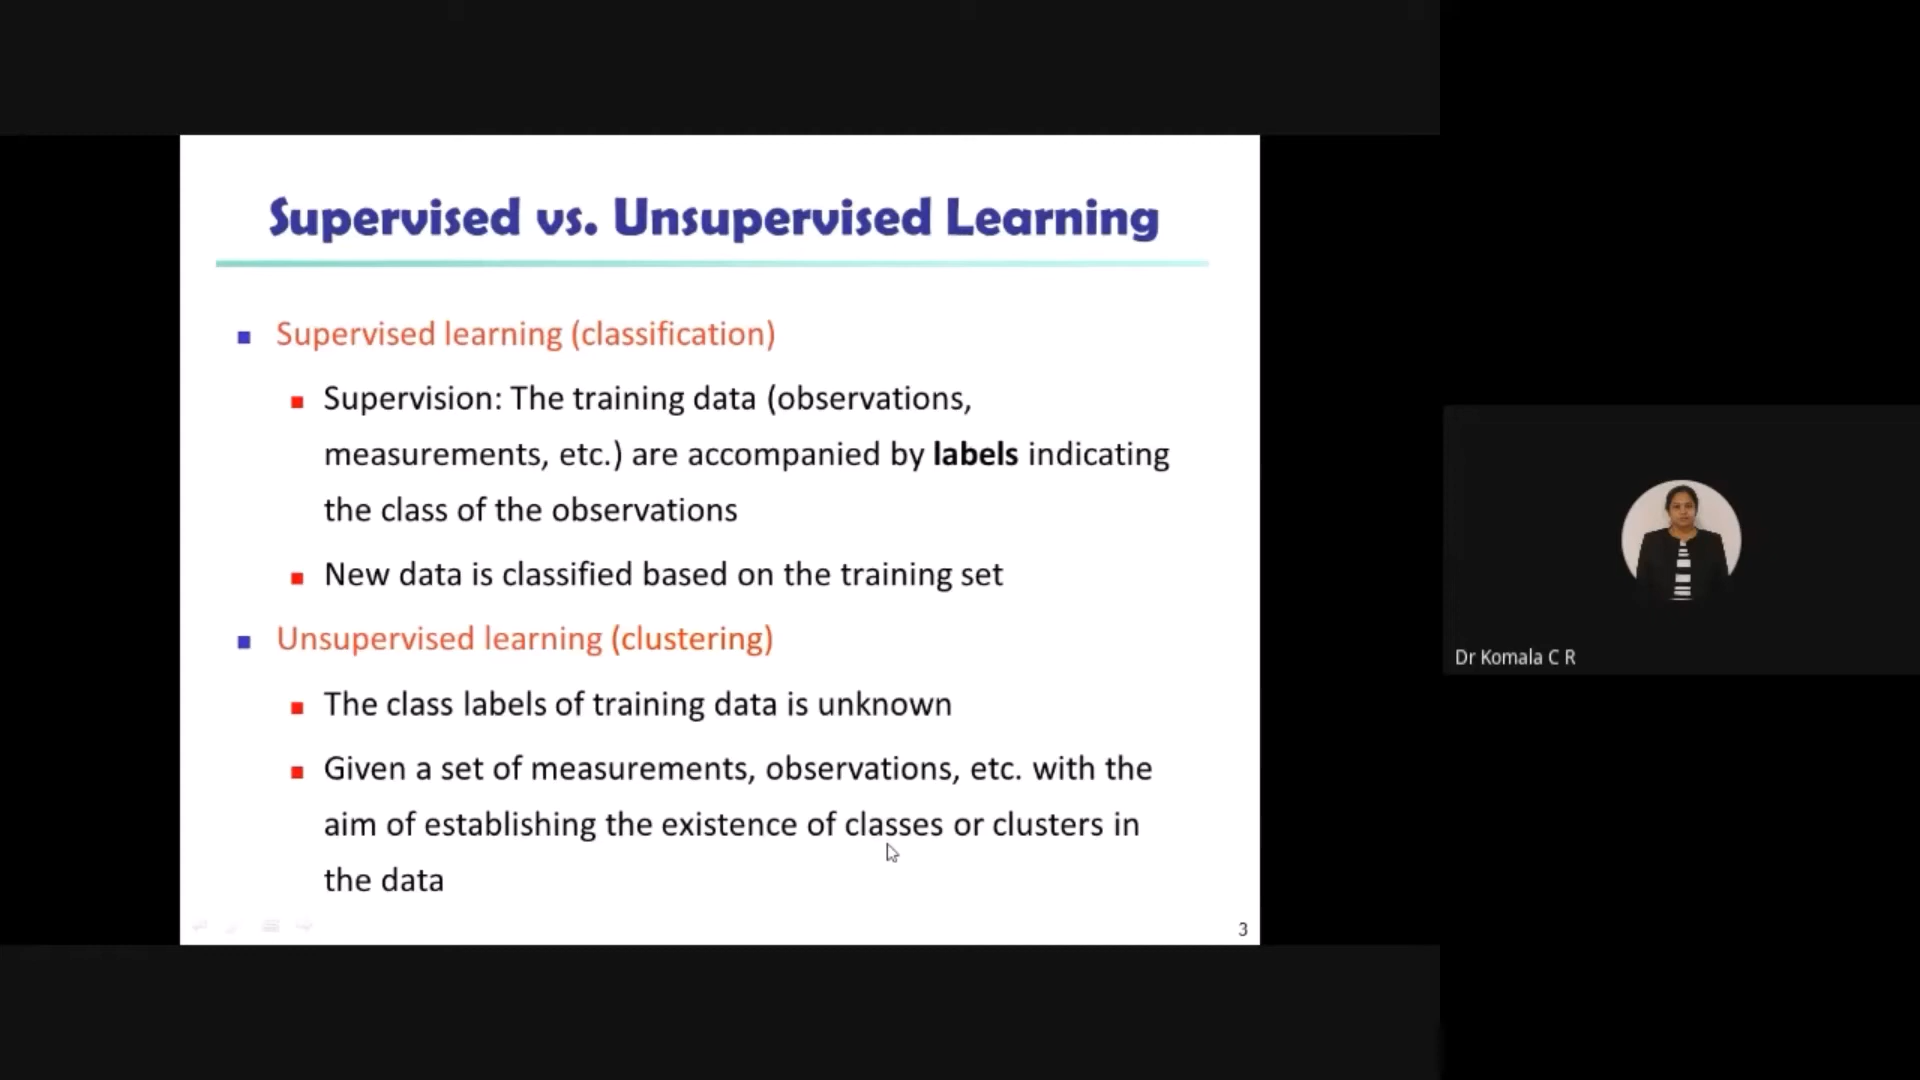 Supervised vs. Unsupervised Learning
Supervised learning (classification)
Supervision: The training data (observations,
measurements, etc.) are accompanied by labels indicating
the class of the observations
New data is classified based on the training set
Unsupervised learning (clustering)
The class labels of training data is unknown
Given a set of measurements, observations, etc. with the
aim of establishing the existence of classes or clusters in
the data
3
Dr Komala C R